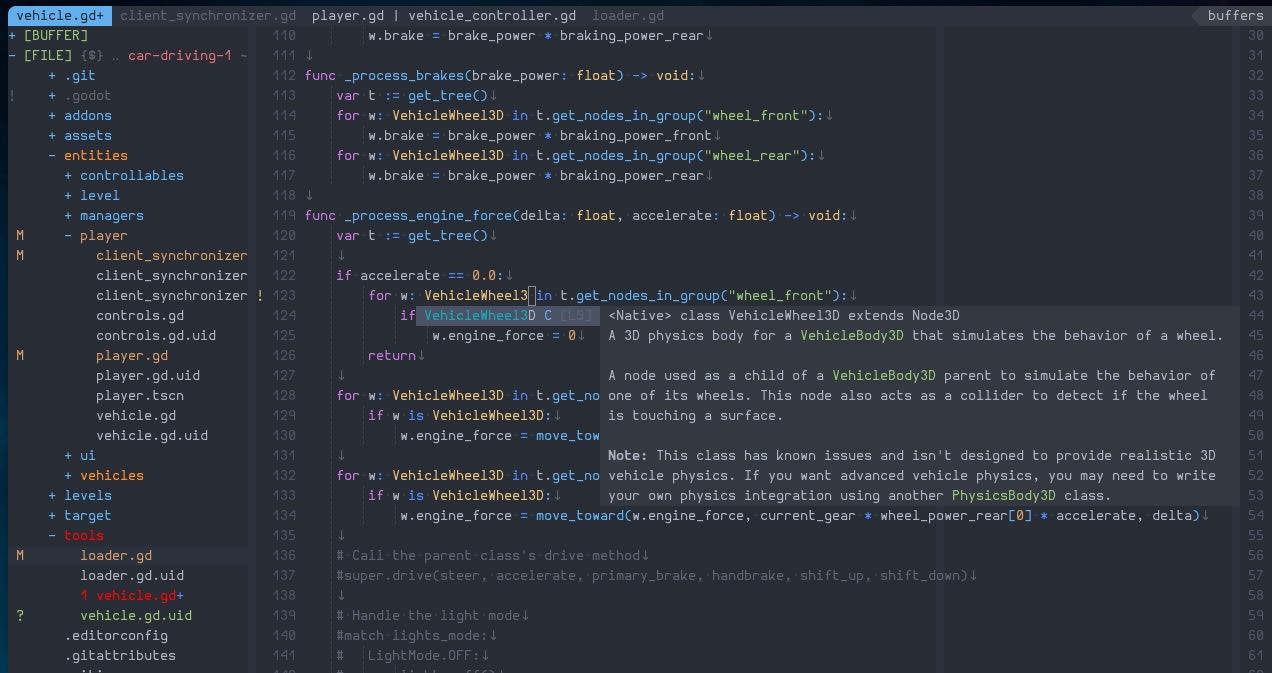 vehicle.gd+ client_synchronizer.gd player.gd | vehicle_controller.gd loader.gd buffers
+ [BUFFER]
- [FILE] {$} .. car-driving-1 ~
+ .git
! + .godot
+ addons
+ assets
- entities
+ controllables
+ level
+ managers
M - player
M client_synchronizer
client_synchronizer
client_synchronizer
controls.gd
controls.gd.uid
M player.gd
player.gd.uid
player.tscn
vehicle.gd
vehicle.gd.uid
+ ui
+ vehicles
+ levels
+ target
- tools
M loader.gd
loader.gd.uid
1 vehicle.gd+
? vehicle.gd.uid
.editorconfig
.gitattributes
110 w.brake = brake_power * braking_power_rear↓
111 ↓
112 func _process_brakes(brake_power: float) -> void:↓
113 var t := get_tree()↓
114 for w: VehicleWheel3D in t.get_nodes_in_group("wheel_front"):↓
115 w.brake = brake_power * braking_power_front↓
116 for w: VehicleWheel3D in t.get_nodes_in_group("wheel_rear"):↓
117 w.brake = brake_power * braking_power_rear↓
118 ↓
119 func _process_engine_force(delta: float, accelerate: float) -> void:↓
120 var t := get_tree()↓
121 ↓
122 if accelerate == 0.0:↓
! 123 for w: VehicleWheel3 in t.get_nodes_in_group("wheel_front"):↓
124 if VehicleWheel3D C [LS]
125 w.engine_force = 0↓
126 return↓
127 ↓
128 for w: VehicleWheel3D in t.get_no
129 if w is VehicleWheel3D:↓
130 w.engine_force = move_tow
131 ↓
132 for w: VehicleWheel3D in t.get_no
133 if w is VehicleWheel3D:↓
134 w.engine_force = move_toward(w.engine_force, current_gear * wheel_power_rear[0] * accelerate, delta)↓
135 ↓
136 # Call the parent class's drive method↓
137 #super.drive(steer, accelerate, primary_brake, handbrake, shift_up, shift_down)↓
138 ↓
139 # Handle the light mode↓
140 #match lights_mode:↓
141 # LightMode.OFF:↓
<Native> class VehicleWheel3D extends Node3D
A 3D physics body for a VehicleBody3D that simulates the behavior of a wheel.
A node used as a child of a VehicleBody3D parent to simulate the behavior of
one of its wheels. This node also acts as a collider to detect if the wheel
is touching a surface.
Note: This class has known issues and isn't designed to provide realistic 3D
vehicle physics. If you want advanced vehicle physics, you may need to write
your own physics integration using another PhysicsBody3D class.
30
31
32
33
34
35
36
37
38
39
40
41
42
43
44
45
46
47
48
49
50
51
52
53
54
55
56
57
58
59
60
61